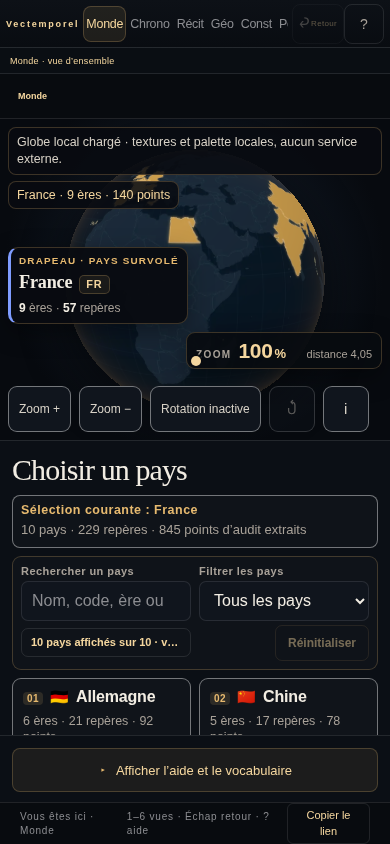 Vectemporel Monde Chrono Récit Géo Const Retour ?
Monde · vue d'ensemble
Monde
Globe local chargé · textures et palette locales, aucun service
externe.
France · 9 ères · 140 points
DRAPEAU · PAYS SURVOLÉ
France FR
9 ères · 57 repères
ZOOM 100% distance 4,05
Zoom + Zoom − Rotation inactive i
Choisir un pays
Sélection courante : France
10 pays · 229 repères · 845 points d'audit extraits
Rechercher un pays Filtrer les pays
Nom, code, ère ou Tous les pays
10 pays affichés sur 10 · v… Réinitialiser
01 Allemagne
6 ères · 21 repères · 92
points
02 Chine
5 ères · 17 repères · 78
points
‣ Afficher l'aide et le vocabulaire
Vous êtes ici ·
Monde
1–6 vues · Échap retour · ?
aide
Copier le
lien